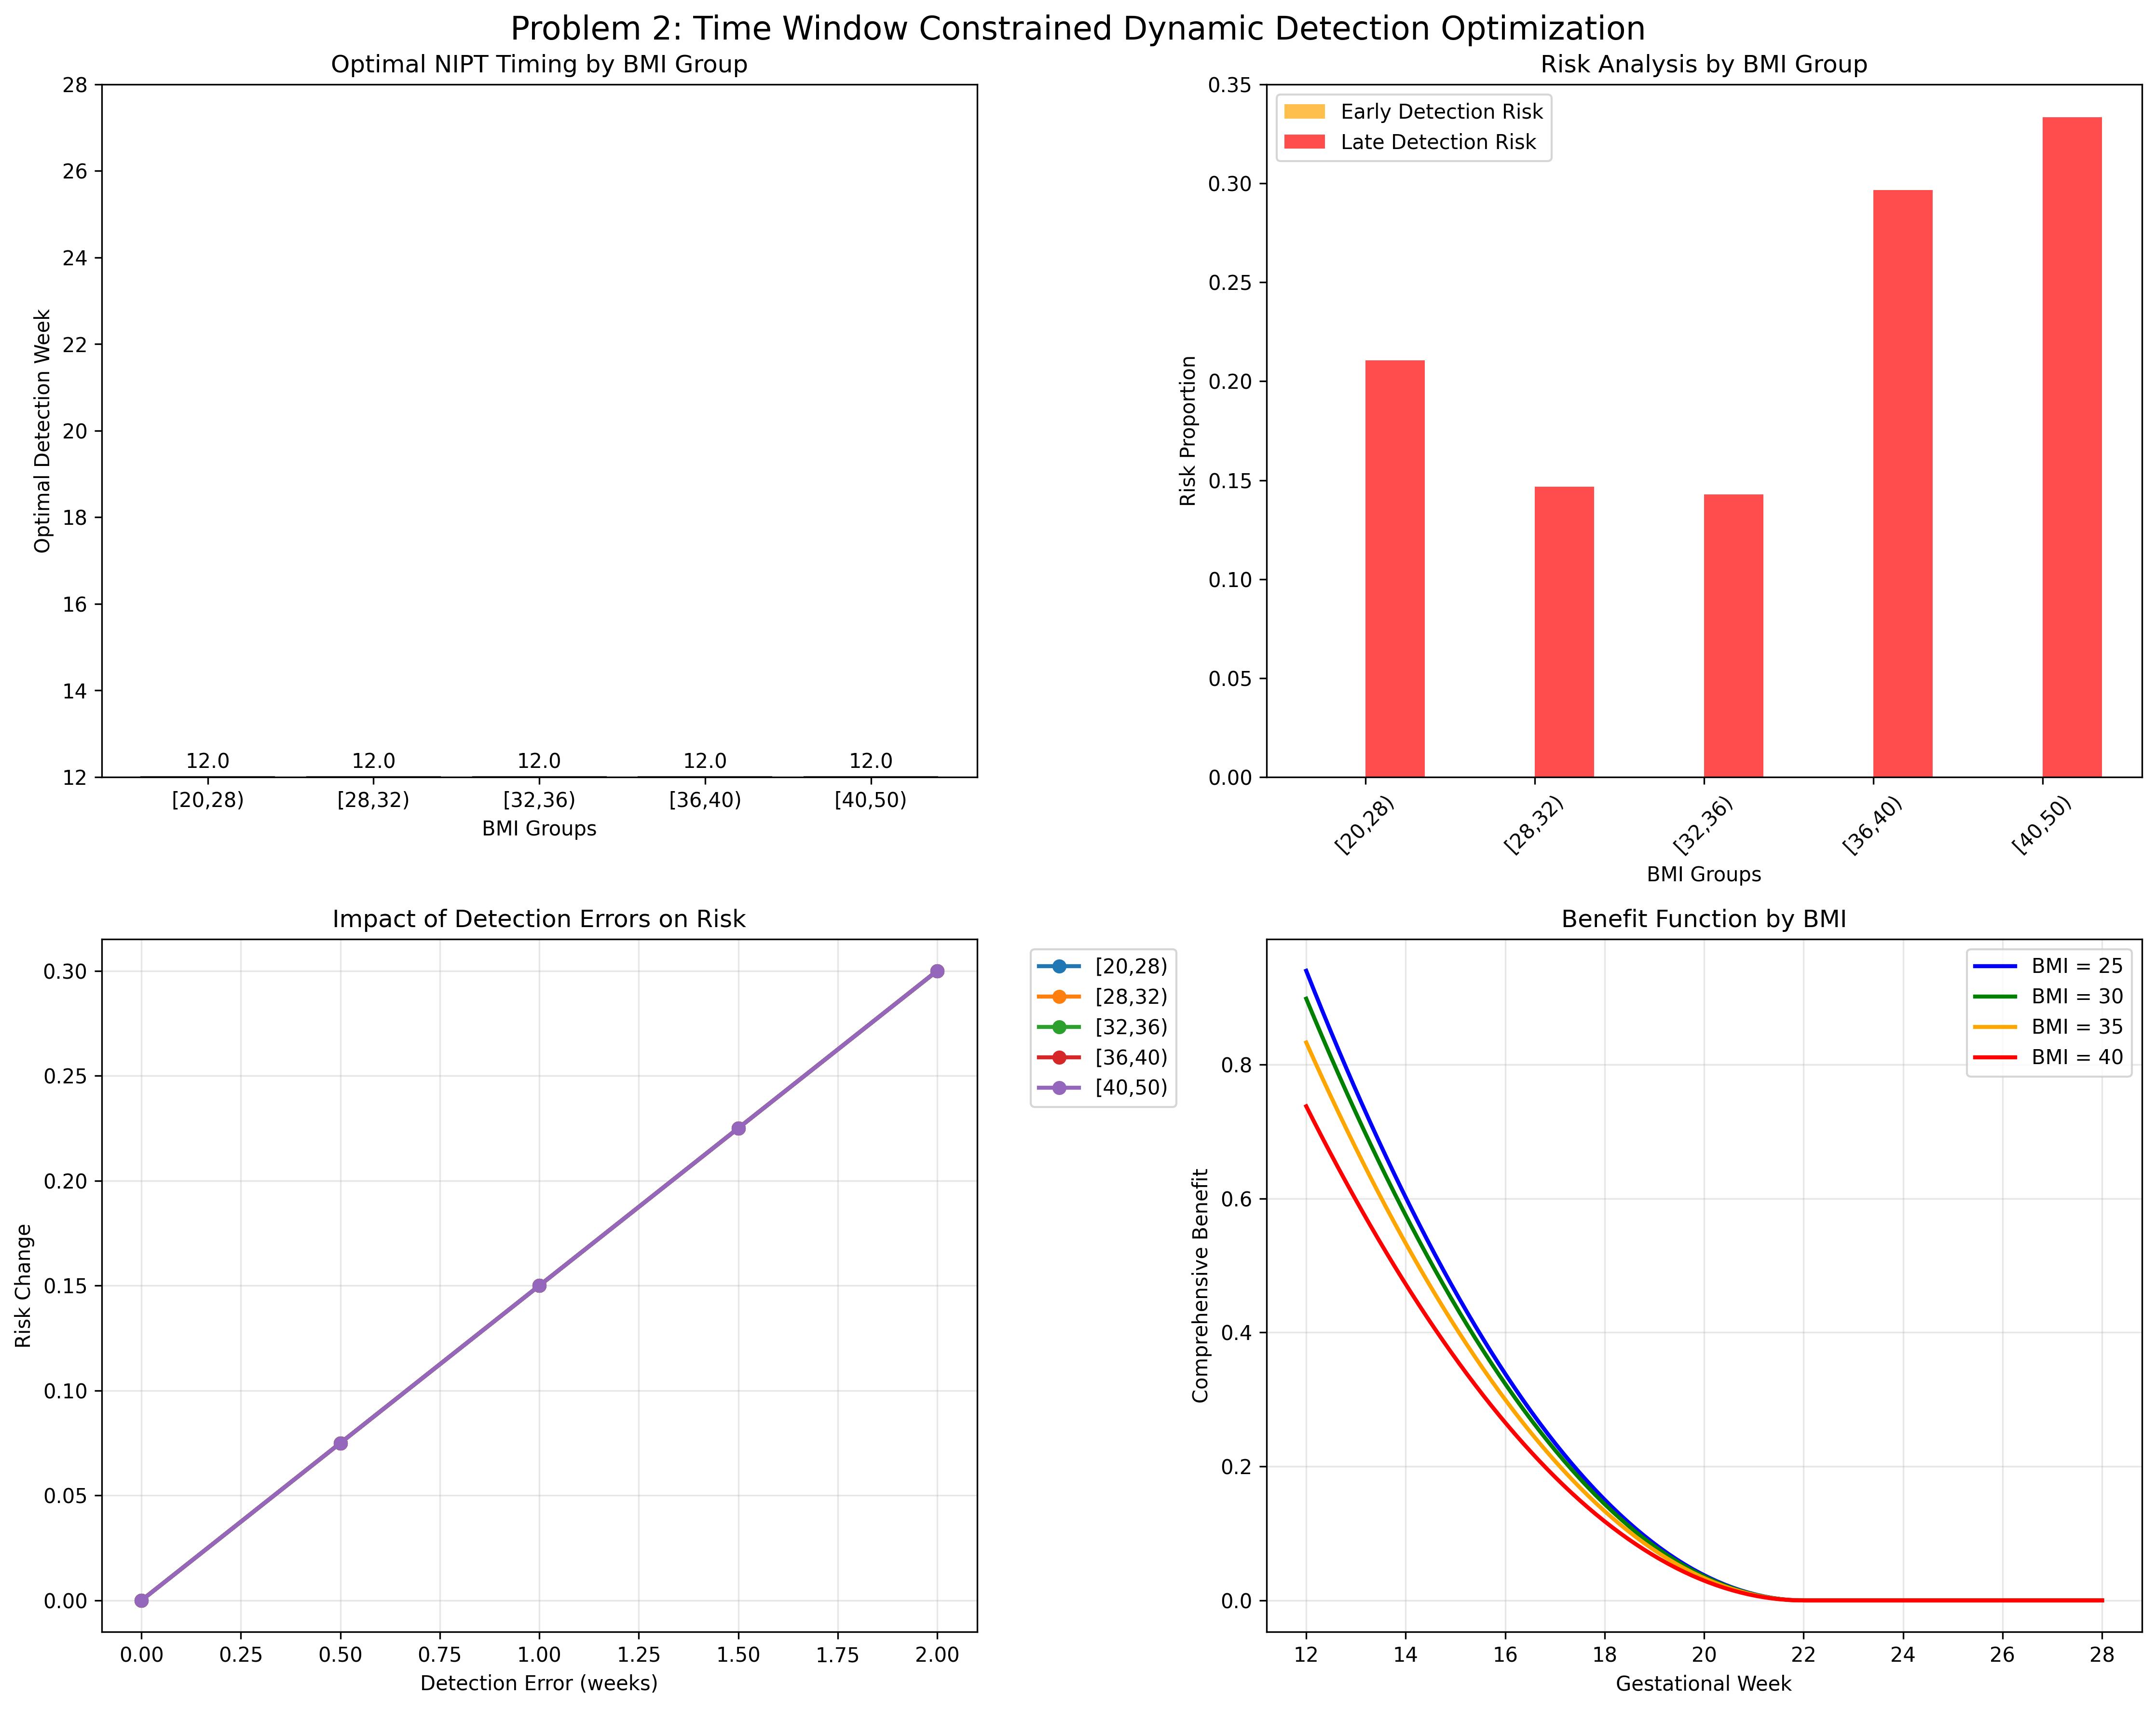 Problem 2: Time Window Constrained Dynamic Detection Optimization
Optimal NIPT Timing by BMI Group
28
26
24
22
20
18
16
14
12
Optimal Detection Week
12.0 12.0 12.0 12.0 12.0
[20,28) [28,32) [32,36) [36,40) [40,50)
BMI Groups
Risk Analysis by BMI Group
Early Detection Risk
Late Detection Risk
0.35
0.30
0.25
0.20
0.15
0.10
0.05
0.00
Risk Proportion
[20,28) [28,32) [32,36) [36,40) [40,50)
BMI Groups
Impact of Detection Errors on Risk
0.30
0.25
0.20
0.15
0.10
0.05
0.00
Risk Change
0.00 0.25 0.50 0.75 1.00 1.25 1.50 1.75 2.00
Detection Error (weeks)
[20,28)
[28,32)
[32,36)
[36,40)
[40,50)
Benefit Function by BMI
BMI = 25
BMI = 30
BMI = 35
BMI = 40
0.8
0.6
0.4
0.2
0.0
Comprehensive Benefit
12 14 16 18 20 22 24 26 28
Gestational Week